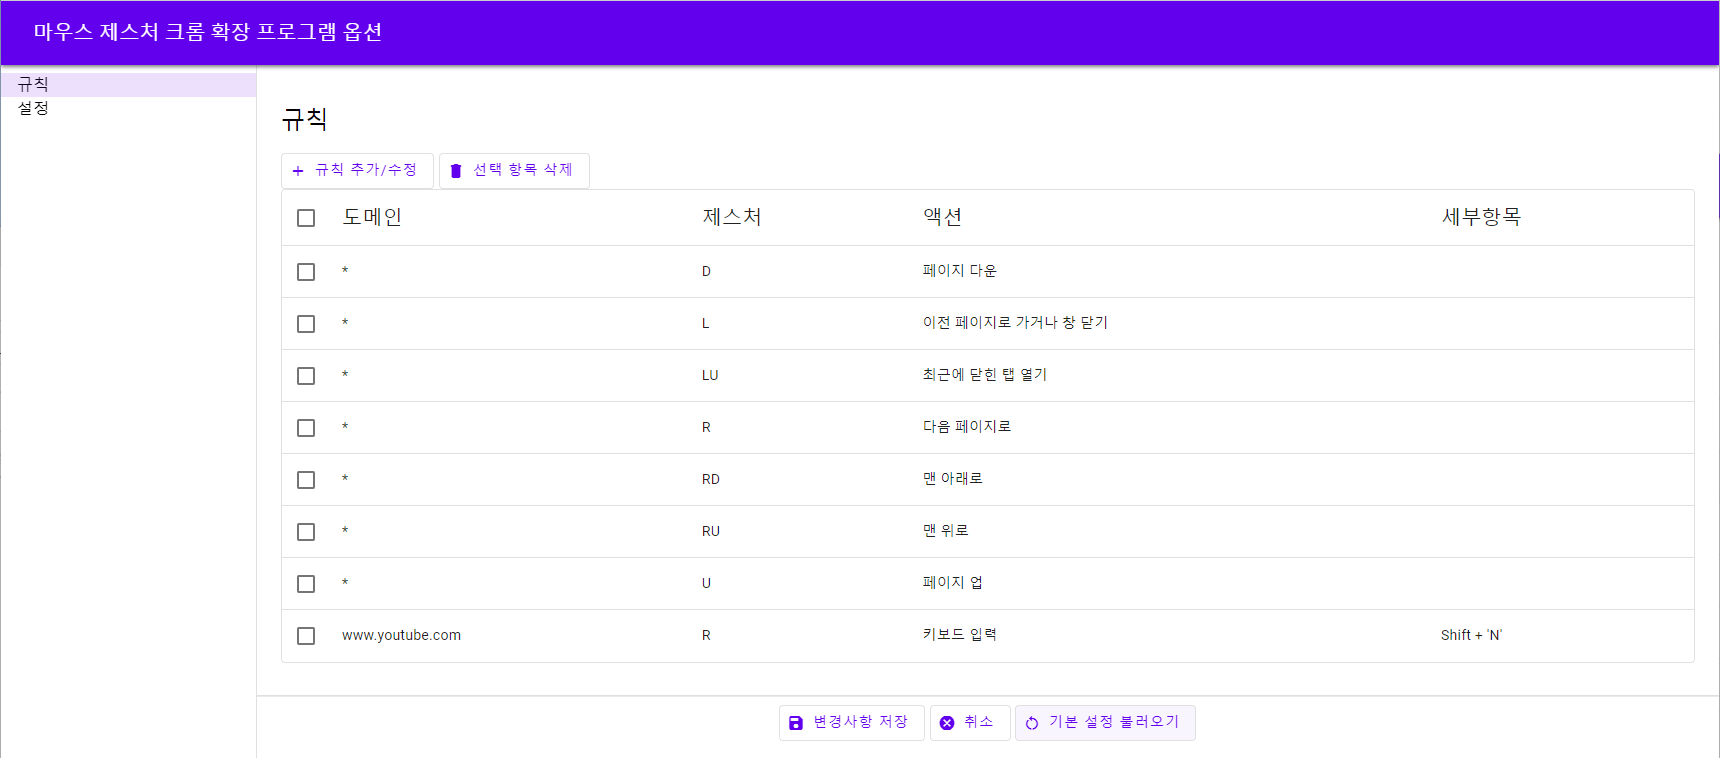 마우스 제스처 크롬 확장 프로그램 옵션
규칙
설정
규칙
+ 규칙 추가/수정 선택 항목 삭제
도메인 제스처 액션 세부항목
* D 페이지 다운
* L 이전 페이지로 가거나 창 닫기
* LU 최근에 닫힌 탭 열기
* R 다음 페이지로
* RD 맨 아래로
* RU 맨 위로
* U 페이지 업
www.youtube.com R 키보드 입력 Shift + 'N'
변경사항 저장 취소 기본 설정 불러오기